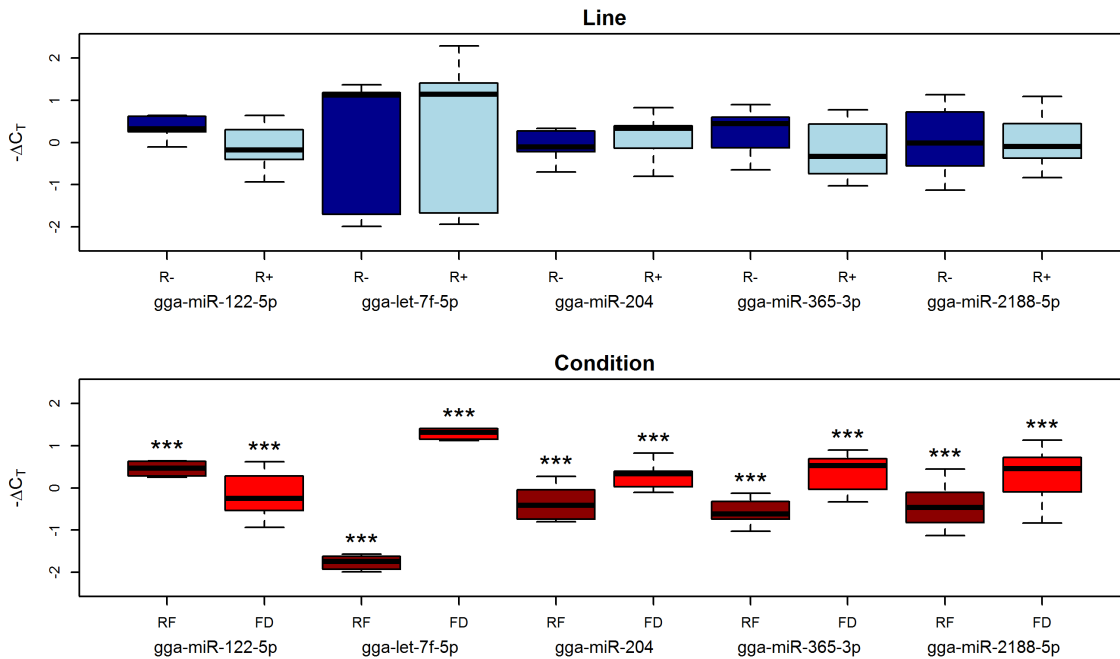 Line
2
1
0
-1
-2
-ΔCT
R- R+ R- R+ R- R+ R- R+ R- R+
gga-miR-122-5p gga-let-7f-5p gga-miR-204 gga-miR-365-3p gga-miR-2188-5p
Condition
2
1
0
-1
-2
-ΔCT
*** *** *** *** *** *** *** *** *** ***
RF FD RF FD RF FD RF FD RF FD
gga-miR-122-5p gga-let-7f-5p gga-miR-204 gga-miR-365-3p gga-miR-2188-5p